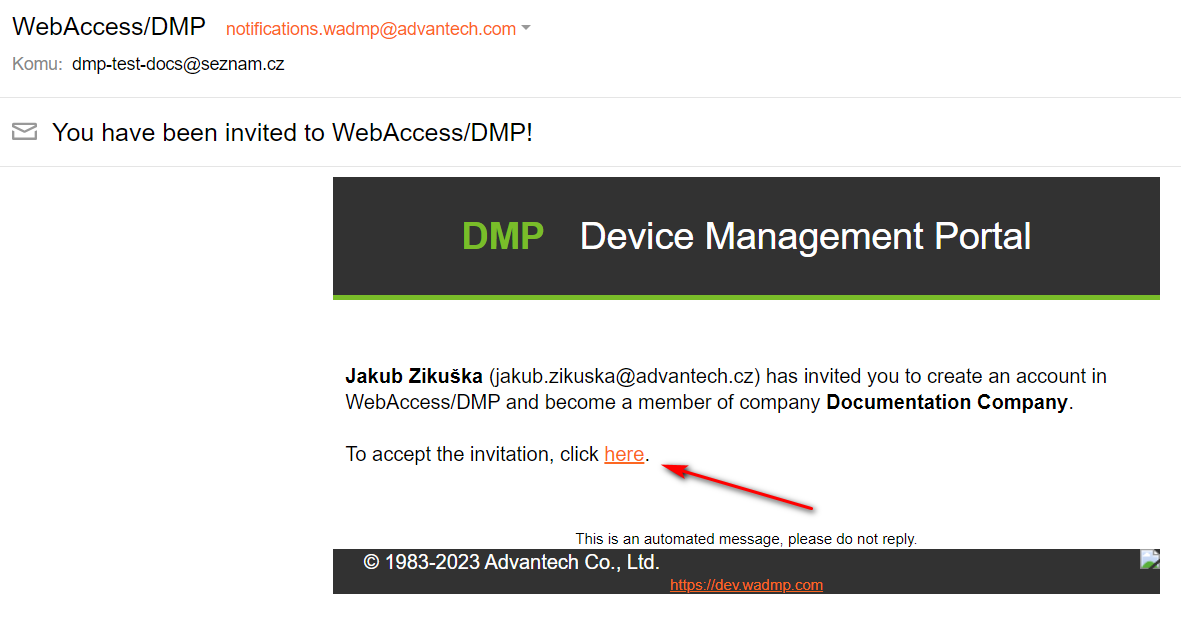 WebAccess/DMP notifications.wadmp@advantech.com
Komu: dmp-test-docs@seznam.cz
You have been invited to WebAccess/DMP!
DMP Device Management Portal
Jakub Zikuška (jakub.zikuska@advantech.cz) has invited you to create an account in
WebAccess/DMP and become a member of company Documentation Company.
To accept the invitation, click here.
This is an automated message, please do not reply.
© 1983-2023 Advantech Co., Ltd.
https://dev.wadmp.com